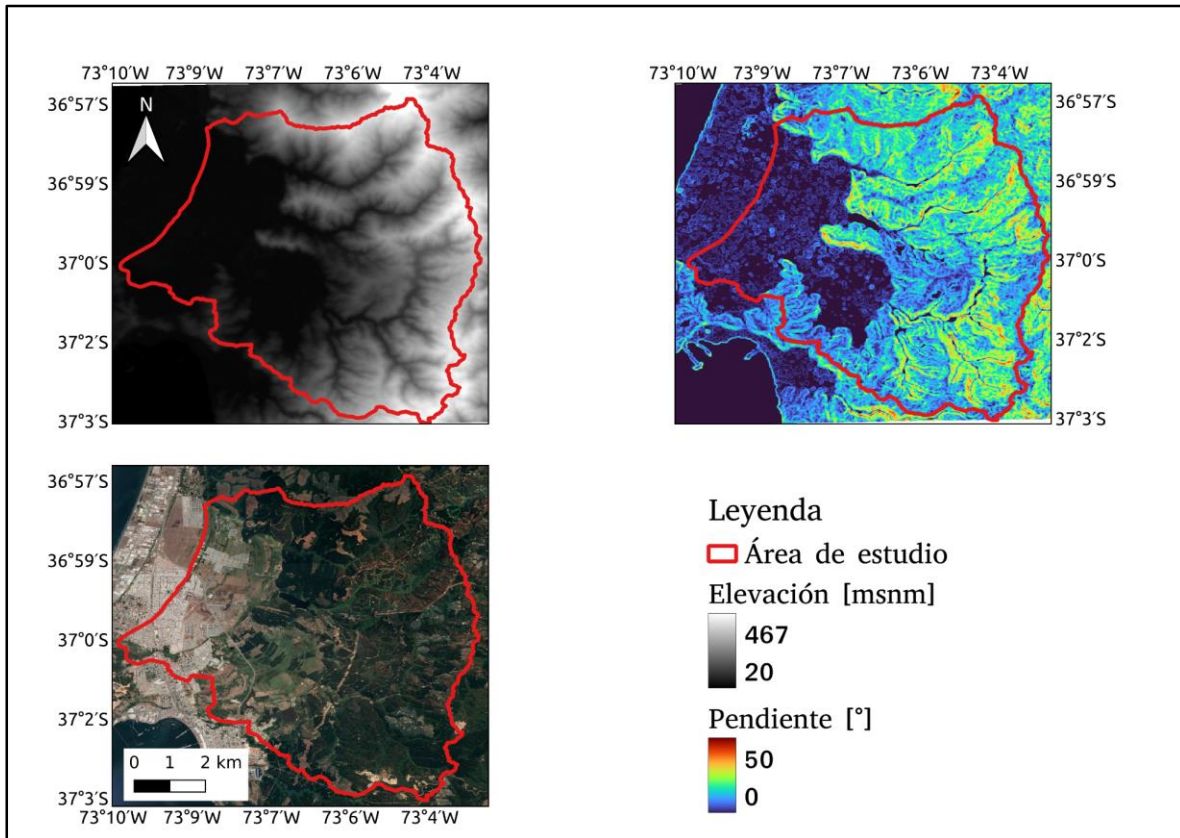 73°10′W 73°9′W 73°7′W 73°6′W 73°4′W
36°57′S
36°59′S
37°0′S
37°2′S
37°3′S
N
73°10′W 73°9′W 73°7′W 73°6′W 73°4′W
36°57′S
36°59′S
37°0′S
37°2′S
37°3′S
36°57′S
36°59′S
37°0′S
37°2′S
37°3′S
0 1 2 km
73°10′W 73°9′W 73°7′W 73°6′W 73°4′W
Leyenda
Área de estudio
Elevación [msnm]
467
20
Pendiente [°]
50
0